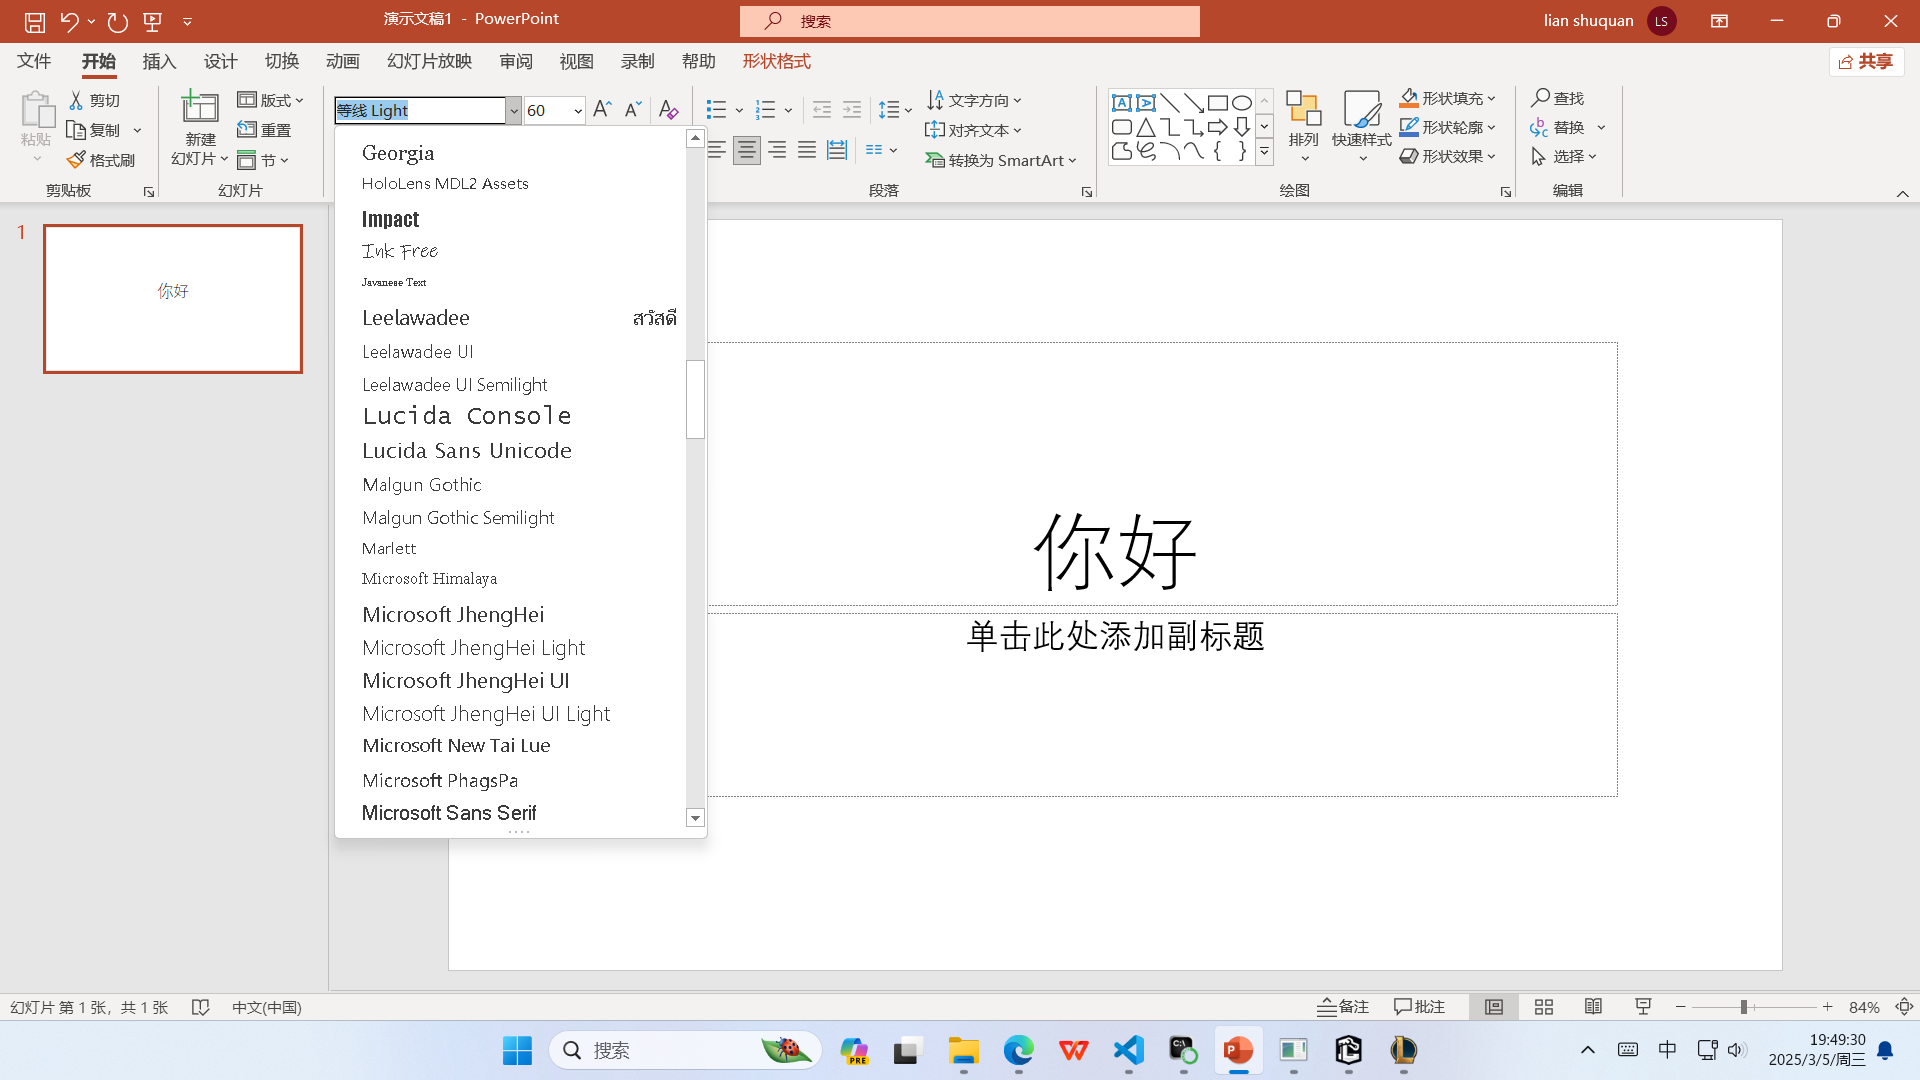 演示文稿1 - PowerPoint
搜索
lian shuquan
LS
文件 开始 插入 设计 切换 动画 幻灯片放映 审阅 视图 录制 帮助 形状格式
共享
粘贴
剪切
复制
格式刷
剪贴板
新建
幻灯片
版式
重置
节
幻灯片
等线 Light
60
文字方向
对齐文本
转换为 SmartArt
段落
排列
快速样式
形状填充
形状轮廓
形状效果
绘图
查找
替换
选择
编辑
Georgia
HoloLens MDL2 Assets
Impact
Ink Free
Javanese Text
Leelawadee สวัสดี
Leelawadee UI
Leelawadee UI Semilight
Lucida Console
Lucida Sans Unicode
Malgun Gothic
Malgun Gothic Semilight
Marlett
Microsoft Himalaya
Microsoft JhengHei
Microsoft JhengHei Light
Microsoft JhengHei UI
Microsoft JhengHei UI Light
Microsoft New Tai Lue
Microsoft PhagsPa
Microsoft Sans Serif
1
你好
你好
单击此处添加副标题
幻灯片 第 1 张，共 1 张
中文(中国)
备注
批注
84%
搜索
PRE
中
19:49:30
2025/3/5/周三